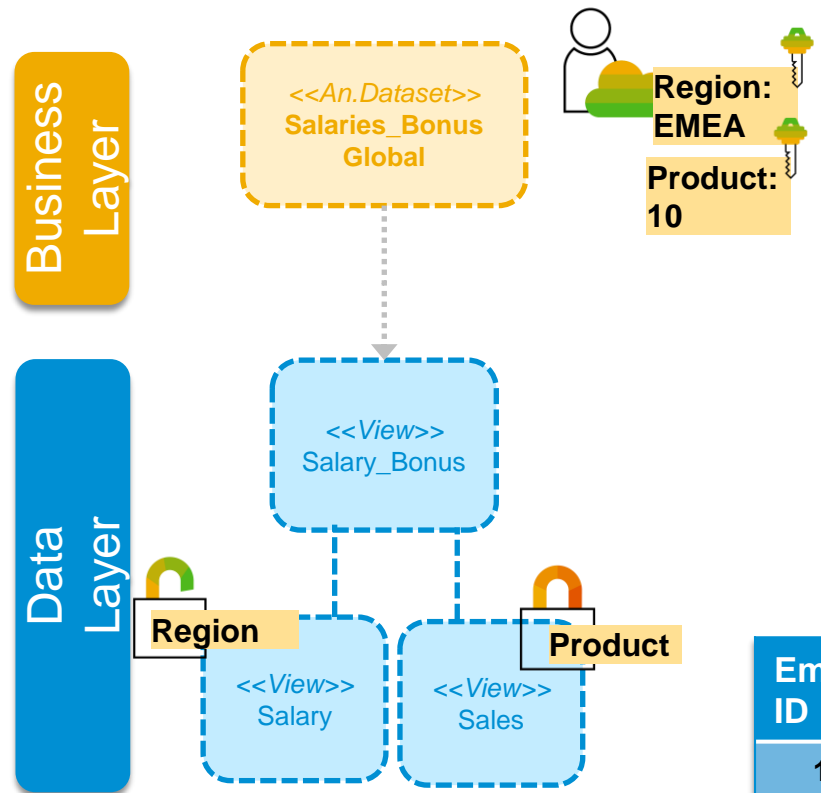 Business
Layer
<<An.Dataset>>
Salaries_Bonus
Global
Region:
EMEA
Product:
10
Data
Layer
<<View>>
Salary_Bonus
Region
Product
<<View>>
Salary
<<View>>
Sales
ID